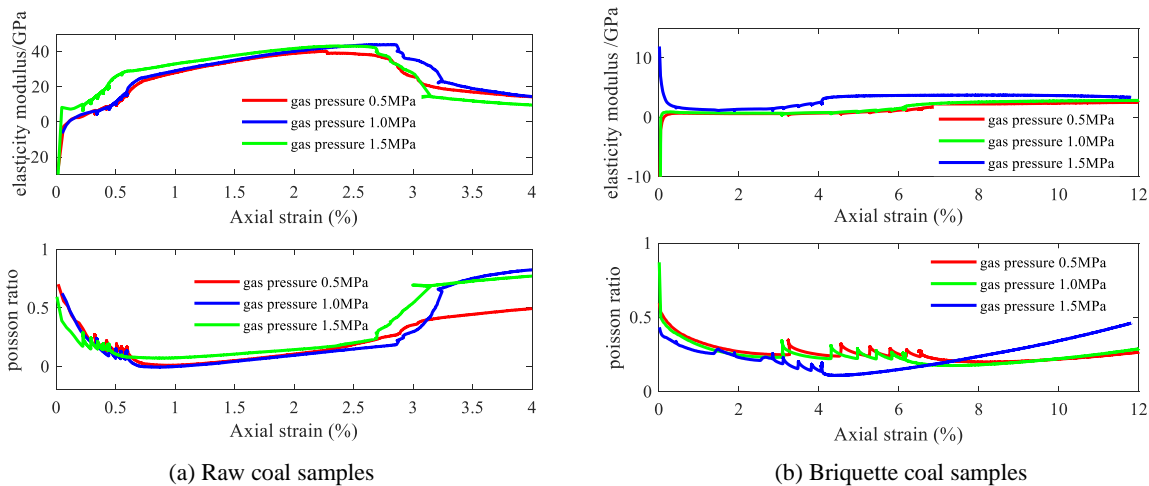 elasticity modulus/GPa
40
20
0
-20
gas pressure 0.5MPa
gas pressure 1.0MPa
gas pressure 1.5MPa
0 0.5 1 1.5 2 2.5 3 3.5 4
Axial strain (%)
poisson ratio
1
0.5
0
gas pressure 0.5MPa
gas pressure 1.0MPa
gas pressure 1.5MPa
0 0.5 1 1.5 2 2.5 3 3.5 4
Axial strain (%)
(a) Raw coal samples
elasticity modulus /GPa
10
0
-10
gas pressure 0.5MPa
gas pressure 1.0MPa
gas pressure 1.5MPa
0 2 4 6 8 10 12
Axial strain (%)
poisson ratio
1
0.5
0
gas pressure 0.5MPa
gas pressure 1.0MPa
gas pressure 1.5MPa
0 2 4 6 8 10 12
Axial strain (%)
(b) Briquette coal samples